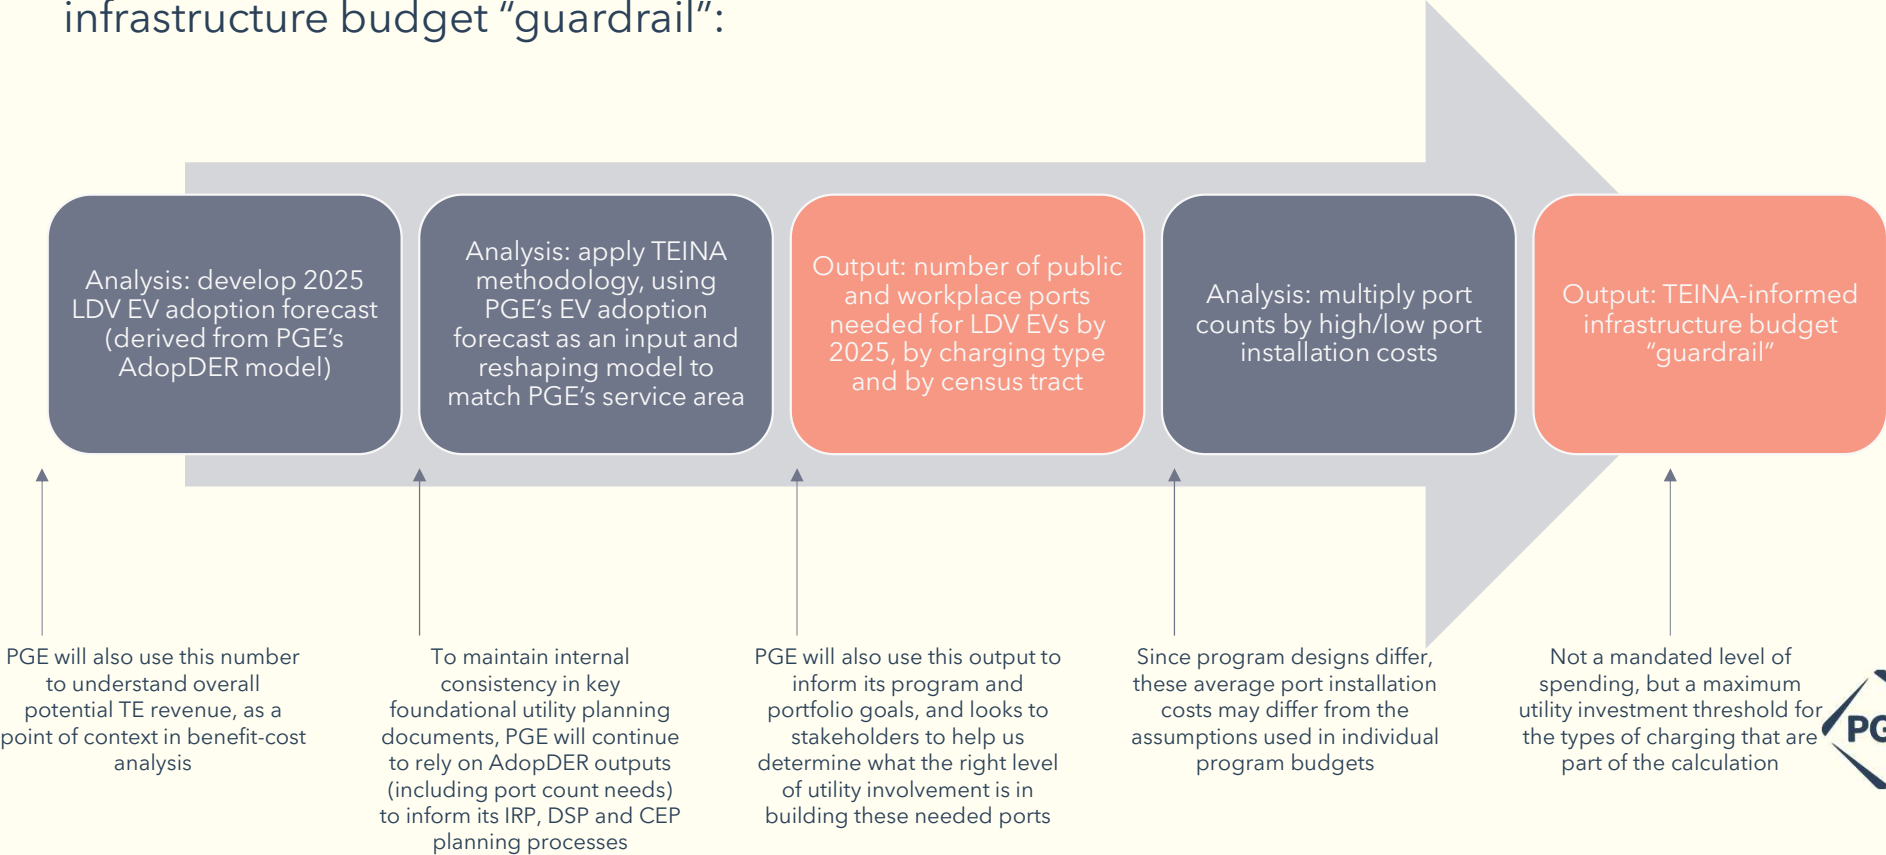 infrastructure budget “guardrail”:
Analysis: develop 2025
LDV EV adoption forecast
(derived from PGE’s
AdopDER model)
Analysis: apply TEINA
methodology, using
PGE’s EV adoption
forecast as an input and
reshaping model to
match PGE’s service area
Output: number of public
and workplace ports
needed for LDV EVs by
2025, by charging type
and by census tract
Analysis: multiply port
counts by high/low port
installation costs
Output: TEINA-informed
infrastructure budget
“guardrail”
PGE will also use this number
to understand overall
potential TE revenue, as a
point of context in benefit-cost
analysis
To maintain internal
consistency in key
foundational utility planning
documents, PGE will continue
to rely on AdopDER outputs
(including port count needs)
to inform its IRP, DSP and CEP
planning processes
PGE will also use this output to
inform its program and
portfolio goals, and looks to
stakeholders to help us
determine what the right level
of utility involvement is in
building these needed ports
Since program designs differ,
these average port installation
costs may differ from the
assumptions used in individual
program budgets
Not a mandated level of
spending, but a maximum
utility investment threshold for
the types of charging that are
part of the calculation